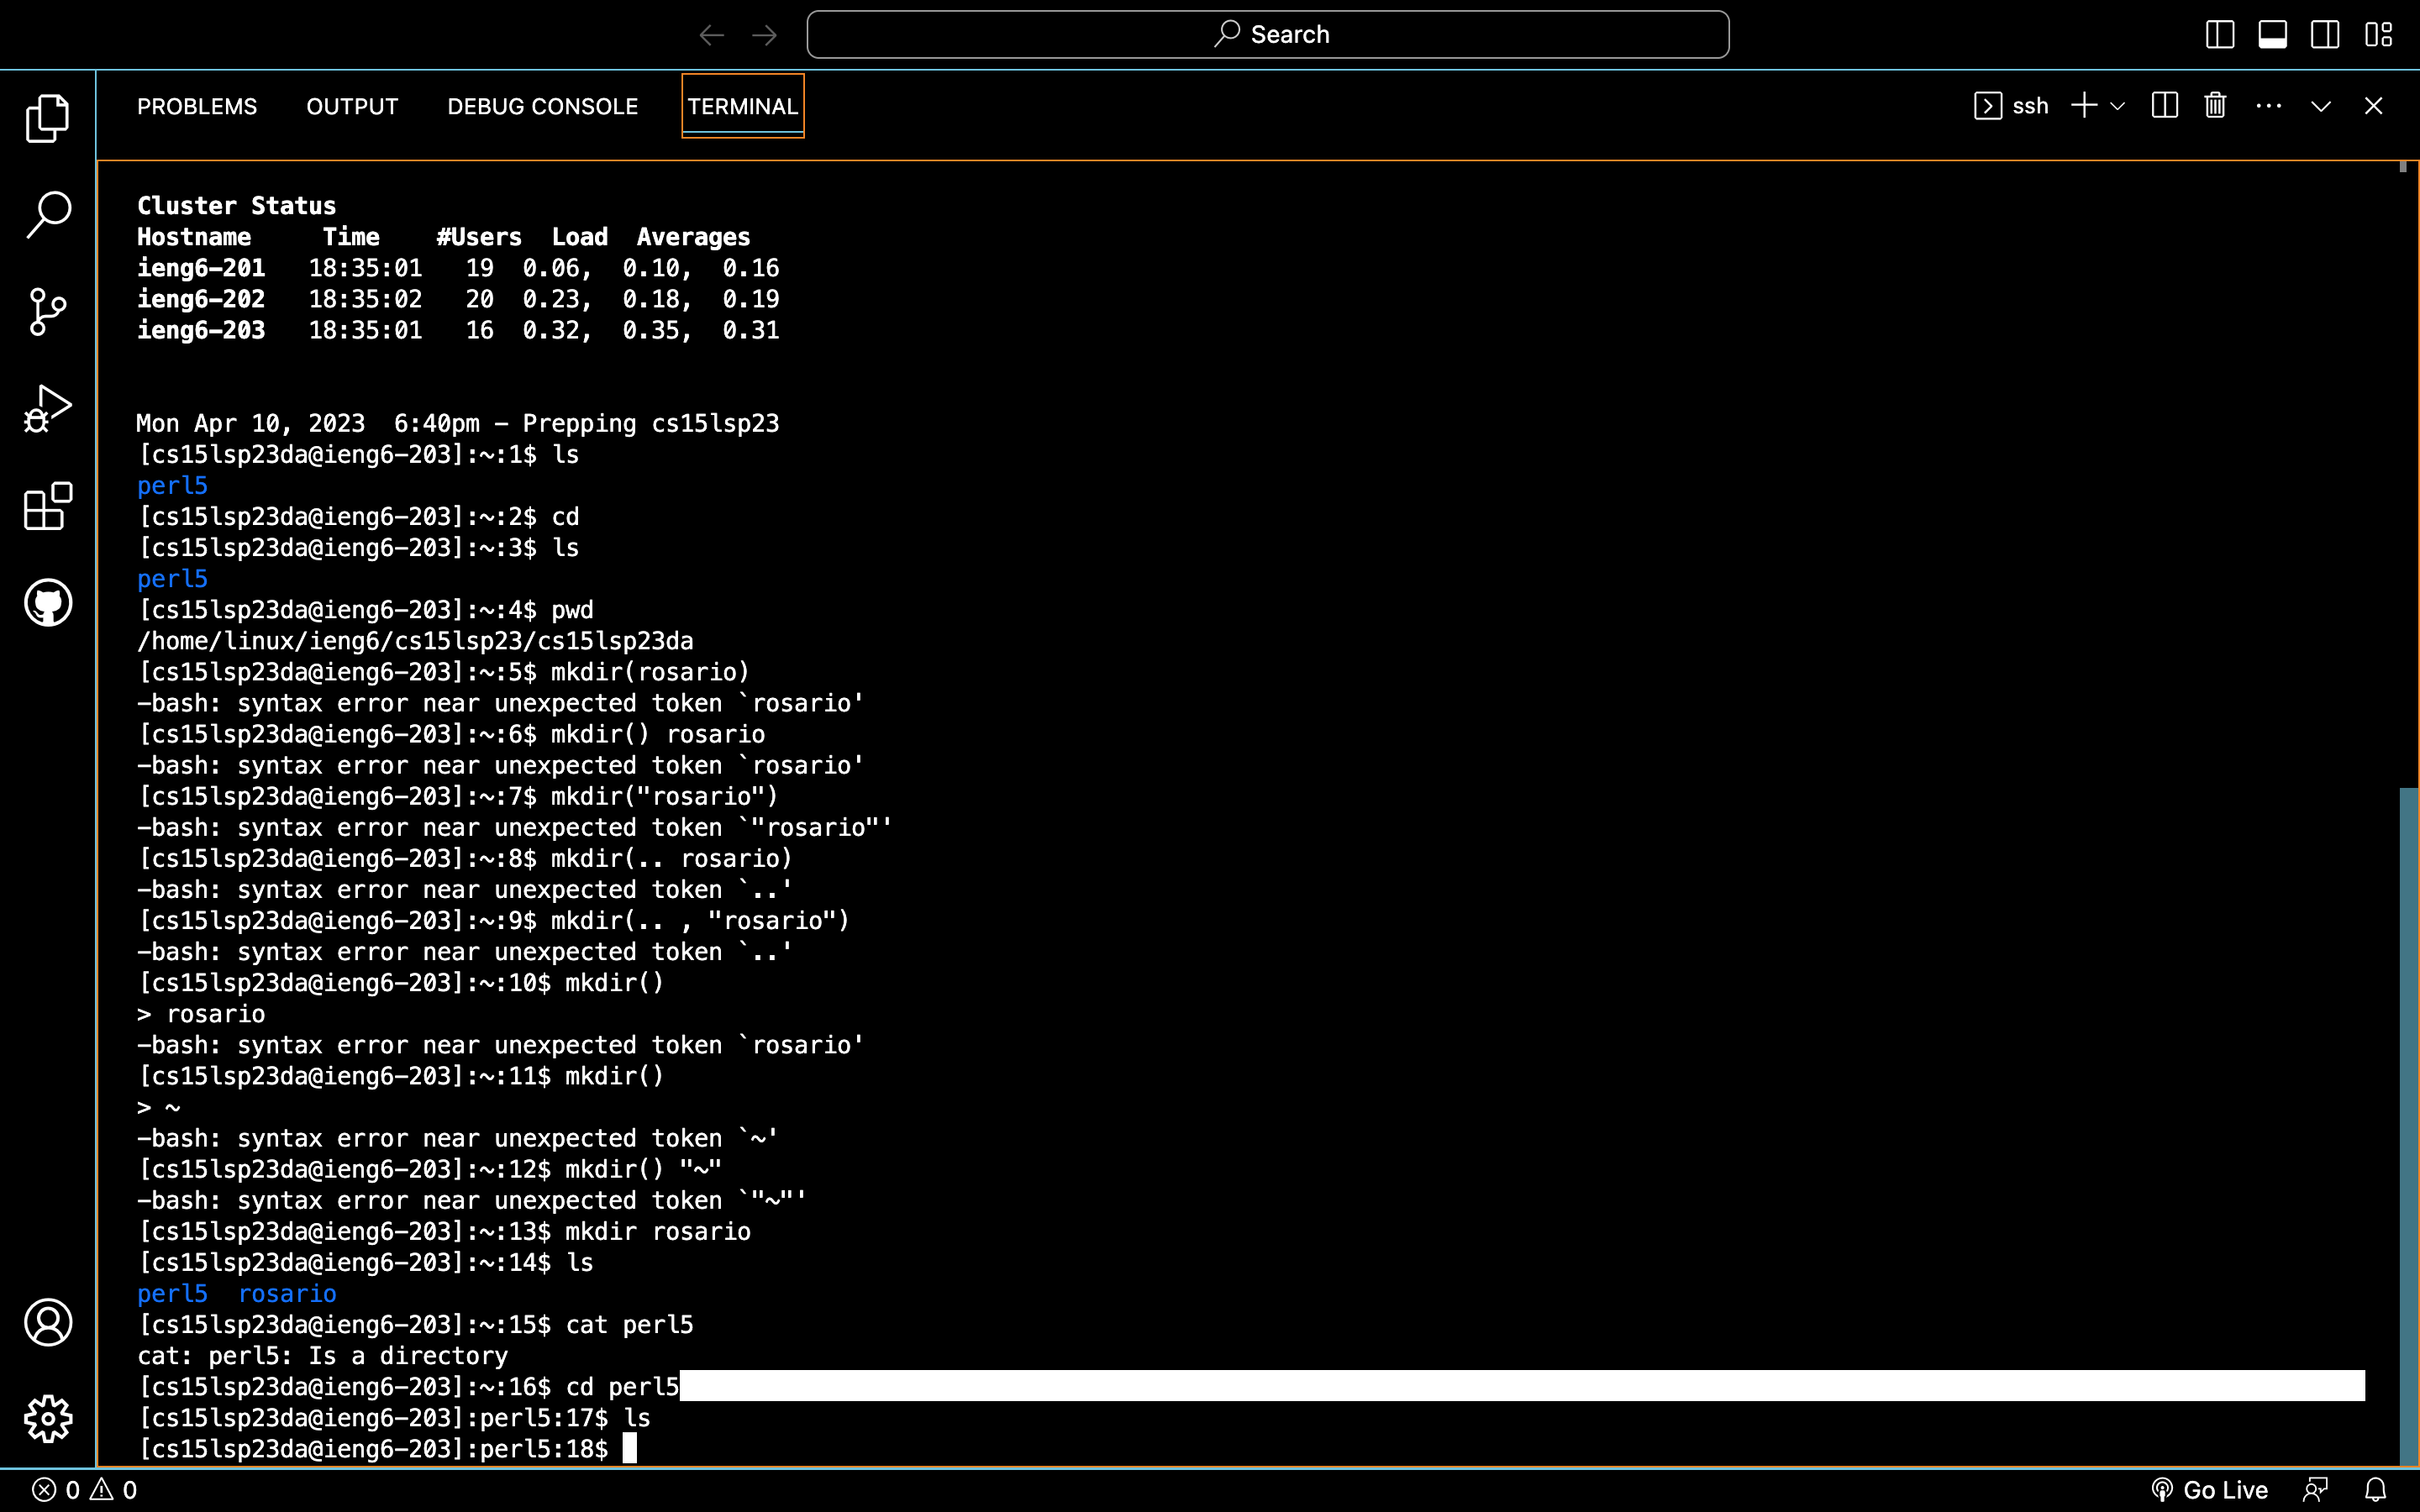 Search
PROBLEMS OUTPUT DEBUG CONSOLE TERMINAL ssh
Cluster Status
Hostname     Time    #Users  Load  Averages
ieng6-201   18:35:01   19  0.06,  0.10,  0.16
ieng6-202   18:35:02   20  0.23,  0.18,  0.19
ieng6-203   18:35:01   16  0.32,  0.35,  0.31
Mon Apr 10, 2023  6:40pm - Prepping cs15lsp23
[cs15lsp23da@ieng6-203]:~:1$ ls
perl5
[cs15lsp23da@ieng6-203]:~:2$ cd
[cs15lsp23da@ieng6-203]:~:3$ ls
perl5
[cs15lsp23da@ieng6-203]:~:4$ pwd
/home/linux/ieng6/cs15lsp23/cs15lsp23da
[cs15lsp23da@ieng6-203]:~:5$ mkdir(rosario)
-bash: syntax error near unexpected token `rosario'
[cs15lsp23da@ieng6-203]:~:6$ mkdir() rosario
-bash: syntax error near unexpected token `rosario'
[cs15lsp23da@ieng6-203]:~:7$ mkdir("rosario")
-bash: syntax error near unexpected token `"rosario"'
[cs15lsp23da@ieng6-203]:~:8$ mkdir(.. rosario)
-bash: syntax error near unexpected token `..'
[cs15lsp23da@ieng6-203]:~:9$ mkdir(.. , "rosario")
-bash: syntax error near unexpected token `..'
[cs15lsp23da@ieng6-203]:~:10$ mkdir()
> rosario
-bash: syntax error near unexpected token `rosario'
[cs15lsp23da@ieng6-203]:~:11$ mkdir()
> ~
-bash: syntax error near unexpected token `~'
[cs15lsp23da@ieng6-203]:~:12$ mkdir() "~"
-bash: syntax error near unexpected token `"~"'
[cs15lsp23da@ieng6-203]:~:13$ mkdir rosario
[cs15lsp23da@ieng6-203]:~:14$ ls
perl5  rosario
[cs15lsp23da@ieng6-203]:~:15$ cat perl5
cat: perl5: Is a directory
[cs15lsp23da@ieng6-203]:~:16$ cd perl5
[cs15lsp23da@ieng6-203]:perl5:17$ ls
[cs15lsp23da@ieng6-203]:perl5:18$
0 0 Go Live